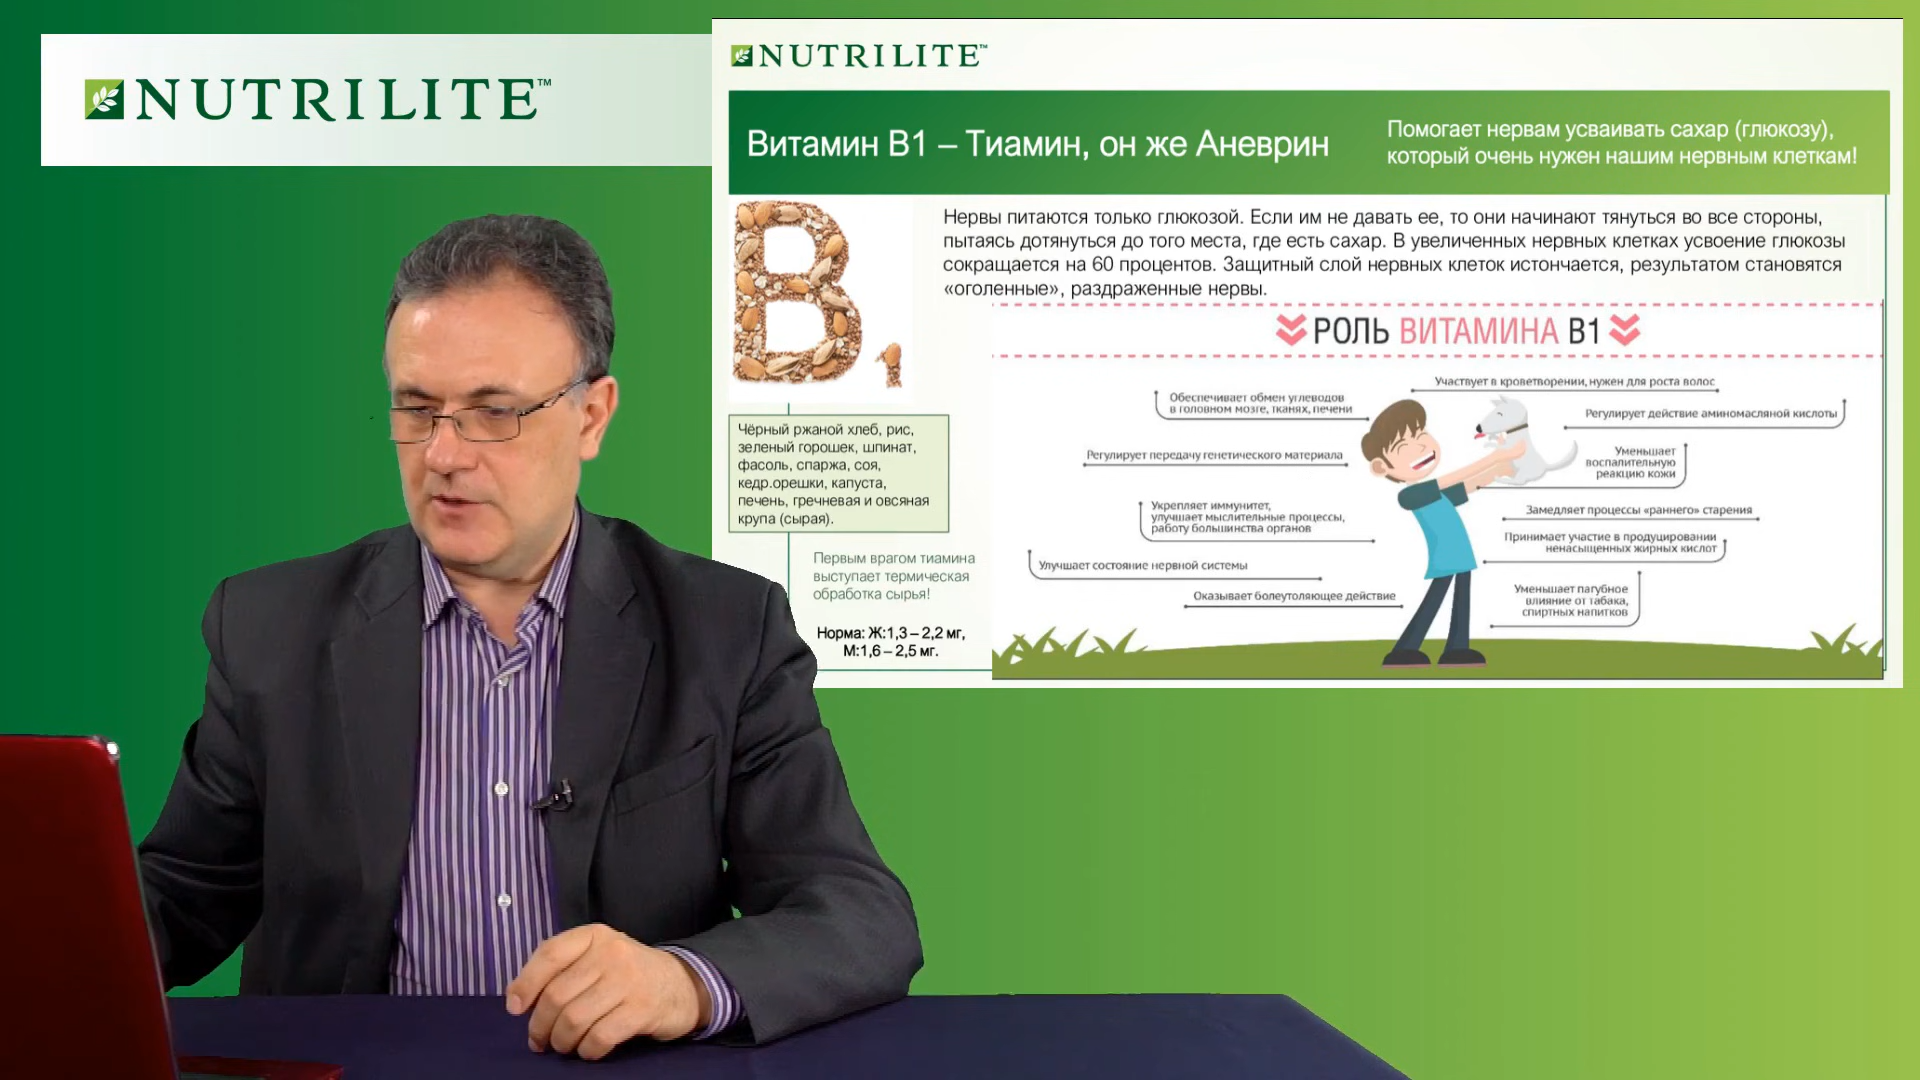 NUTRILITE™
NUTRILITE™
Витамин В1 – Тиамин, он же Аневрин
Помогает нервам усваивать сахар (глюкозу),
который очень нужен нашим нервным клеткам!
Нервы питаются только глюкозой. Если им не давать ее, то они начинают тянуться во все стороны,
пытаясь дотянуться до того места, где есть сахар. В увеличенных нервных клетках усвоение глюкозы
сокращается на 60 процентов. Защитный слой нервных клеток истончается, результатом становятся
«оголенные», раздраженные нервы.
B1
Чёрный ржаной хлеб, рис,
зеленый горошек, шпинат,
фасоль, спаржа, соя,
кедр.орешки, капуста,
печень, гречневая и овсяная
крупа (сырая).
Первым врагом тиамина
выступает термическая
обработка сырья!
Норма: Ж:1,3 – 2,2 мг,
М:1,6 – 2,5 мг.
РОЛЬ ВИТАМИНА В1
Обеспечивает обмен углеводов
в головном мозге, тканях, печени
Регулирует передачу генетического материала
Укрепляет иммунитет,
улучшает мыслительные процессы,
работу большинства органов
Улучшает состояние нервной системы
Оказывает болеутоляющее действие
Участвует в кроветворении, нужен для роста волос
Регулирует действие аминомасляной кислоты
Уменьшает
воспалительную
реакцию кожи
Замедляет процессы «раннего» старения
Принимает участие в продуцировании
ненасыщенных жирных кислот
Уменьшает пагубное
влияние от табака,
спиртных напитков